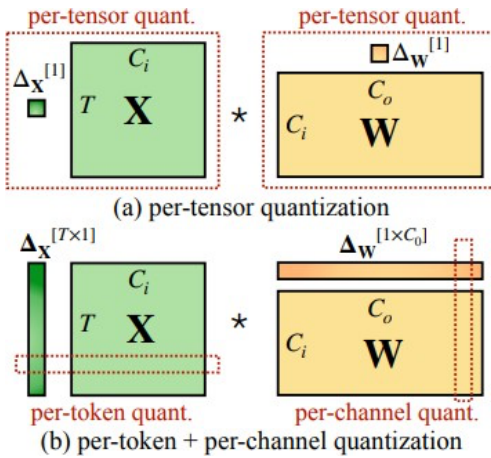 per-tensor quant. per-tensor quant.
Δ_X^[1] C_i Δ_W^[1]
T X * C_o
C_i W
(a) per-tensor quantization
Δ_X^[T×1] Δ_W^[1×C_0]
C_i C_o
T X * C_i W
per-token quant. per-channel quant.
(b) per-token + per-channel quantization